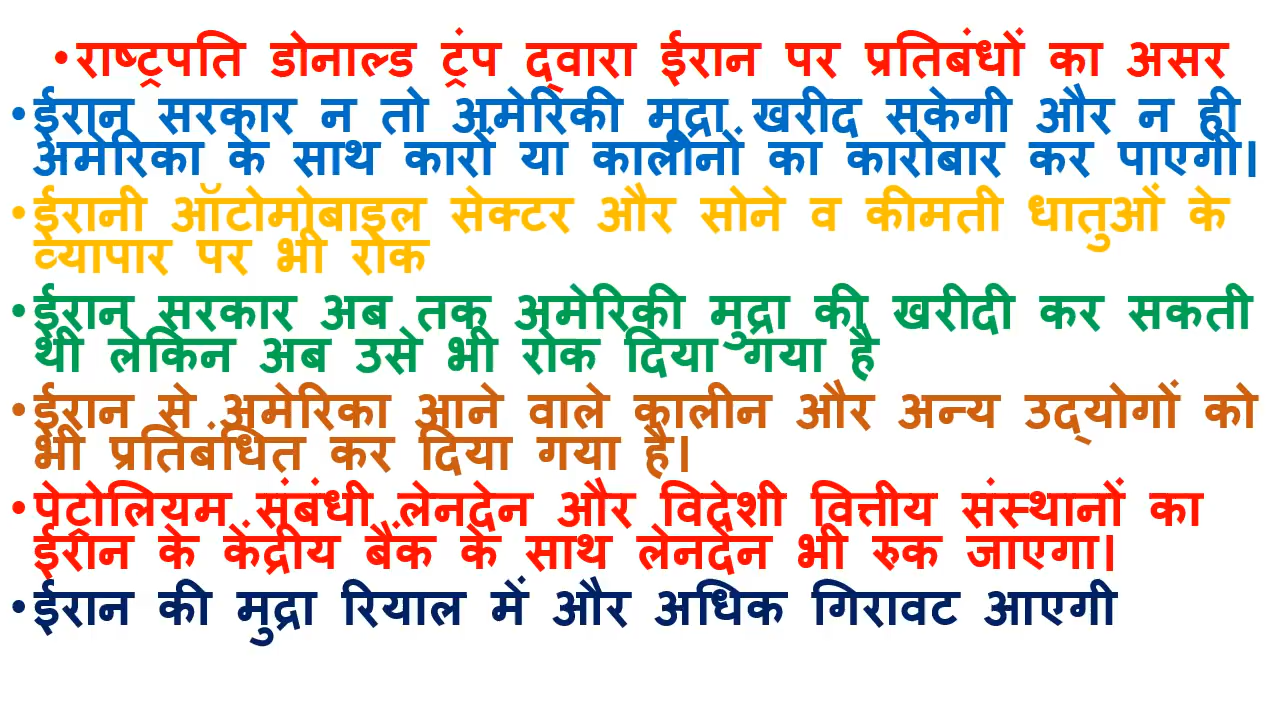 •राष्ट्रपति डोनाल्ड ट्रंप द्वारा ईरान पर प्रतिबंधों का असर
•ईरान सरकार न तो अमेरिकी मुद्रा खरीद सकेगी और न ही
अमेरिका के साथ कारों या कालीनों का कारोबार कर पाएगी।
•ईरानी ऑटोमोबाइल सेक्टर और सोने व कीमती धातुओं के
व्यापार पर भी रोक
•ईरान सरकार अब तक अमेरिकी मुद्रा की खरीदी कर सकती
थी लेकिन अब उसे भी रोक दिया गया है
•ईरान से अमेरिका आने वाले कालीन और अन्य उद्योगों को
भी प्रतिबंधित कर दिया गया है।
•पेट्रोलियम संबंधी लेनदेन और विदेशी वित्तीय संस्थानों का
ईरान के केंद्रीय बैंक के साथ लेनदेन भी रुक जाएगा।
•ईरान की मुद्रा रियाल में और अधिक गिरावट आएगी